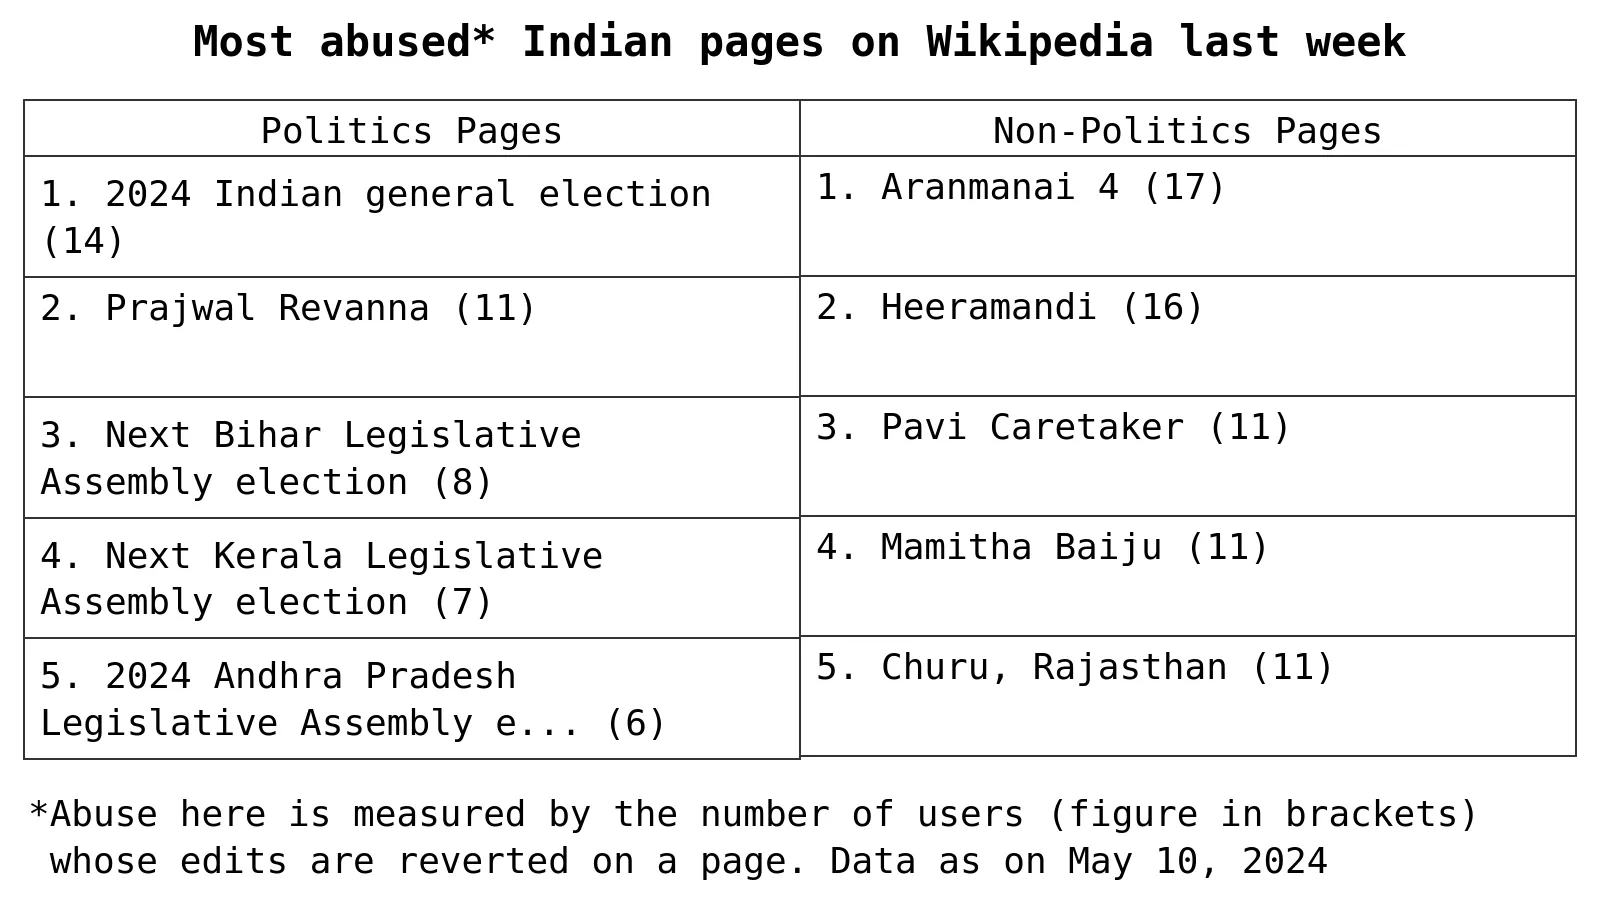 Most abused* Indian pages on Wikipedia last week
Politics Pages
Non-Politics Pages
1. 2024 Indian general election
(14)
1. Aranmanai 4 (17)
2. Prajwal Revanna (11)
2. Heeramandi (16)
3. Next Bihar Legislative
Assembly election (8)
3. Pavi Caretaker (11)
4. Next Kerala Legislative
Assembly election (7)
4. Mamitha Baiju (11)
5. 2024 Andhra Pradesh
Legislative Assembly e... (6)
5. Churu, Rajasthan (11)
*Abuse here is measured by the number of users (figure in brackets)
whose edits are reverted on a page. Data as on May 10, 2024